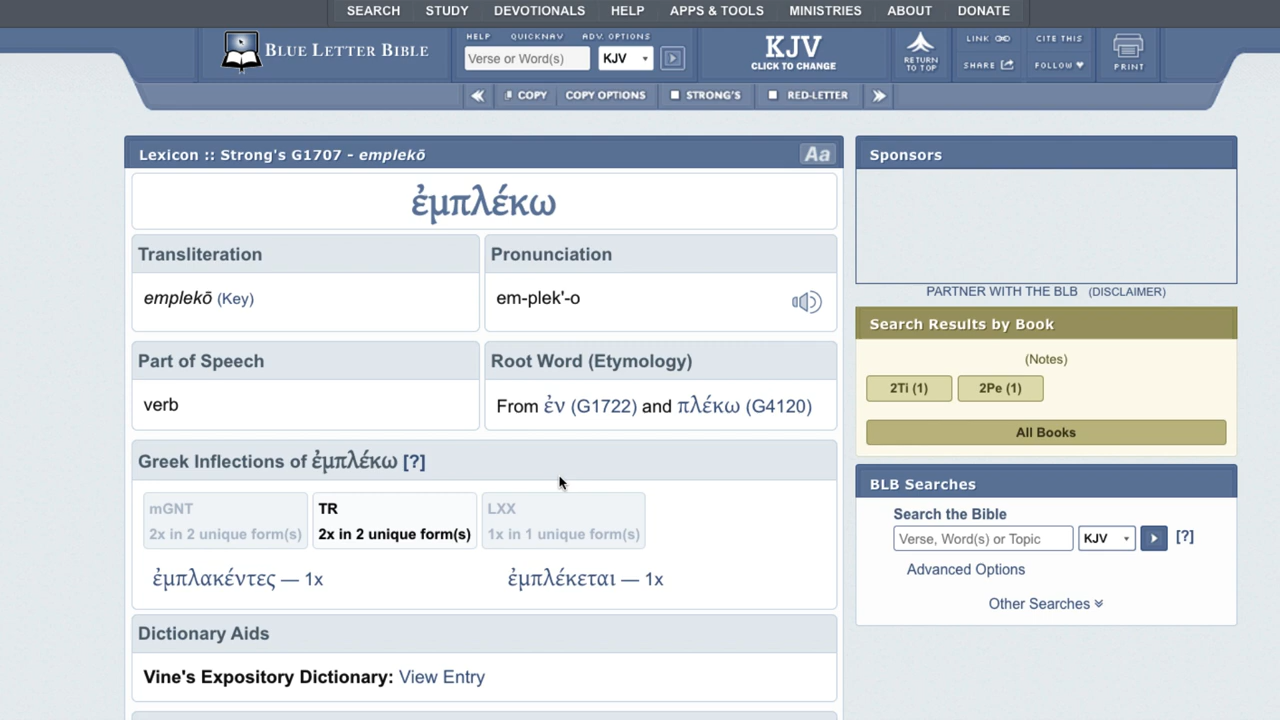 SEARCH STUDY DEVOTIONALS HELP APPS & TOOLS MINISTRIES ABOUT DONATE
BLUE LETTER BIBLE
HELP QUICKNAV ADV. OPTIONS
Verse or Word(s) KJV
KJV
CLICK TO CHANGE
RETURN
TO TOP
LINK CITE THIS
SHARE FOLLOW
PRINT
COPY COPY OPTIONS STRONG'S RED-LETTER
Lexicon :: Strong's G1707 - emplekō Aa
ἐμπλέκω
Transliteration
emplekō (Key)
Pronunciation
em-plek'-o
Part of Speech
verb
Root Word (Etymology)
From ἐν (G1722) and πλέκω (G4120)
Greek Inflections of ἐμπλέκω [?]
mGNT
2x in 2 unique form(s)
TR
2x in 2 unique form(s)
LXX
1x in 1 unique form(s)
ἐμπλακέντες — 1x
ἐμπλέκεται — 1x
Dictionary Aids
Vine's Expository Dictionary: View Entry
Sponsors
PARTNER WITH THE BLB (DISCLAIMER)
Search Results by Book
(Notes)
2Ti (1) 2Pe (1)
All Books
BLB Searches
Search the Bible
Verse, Word(s) or Topic KJV [?]
Advanced Options
Other Searches